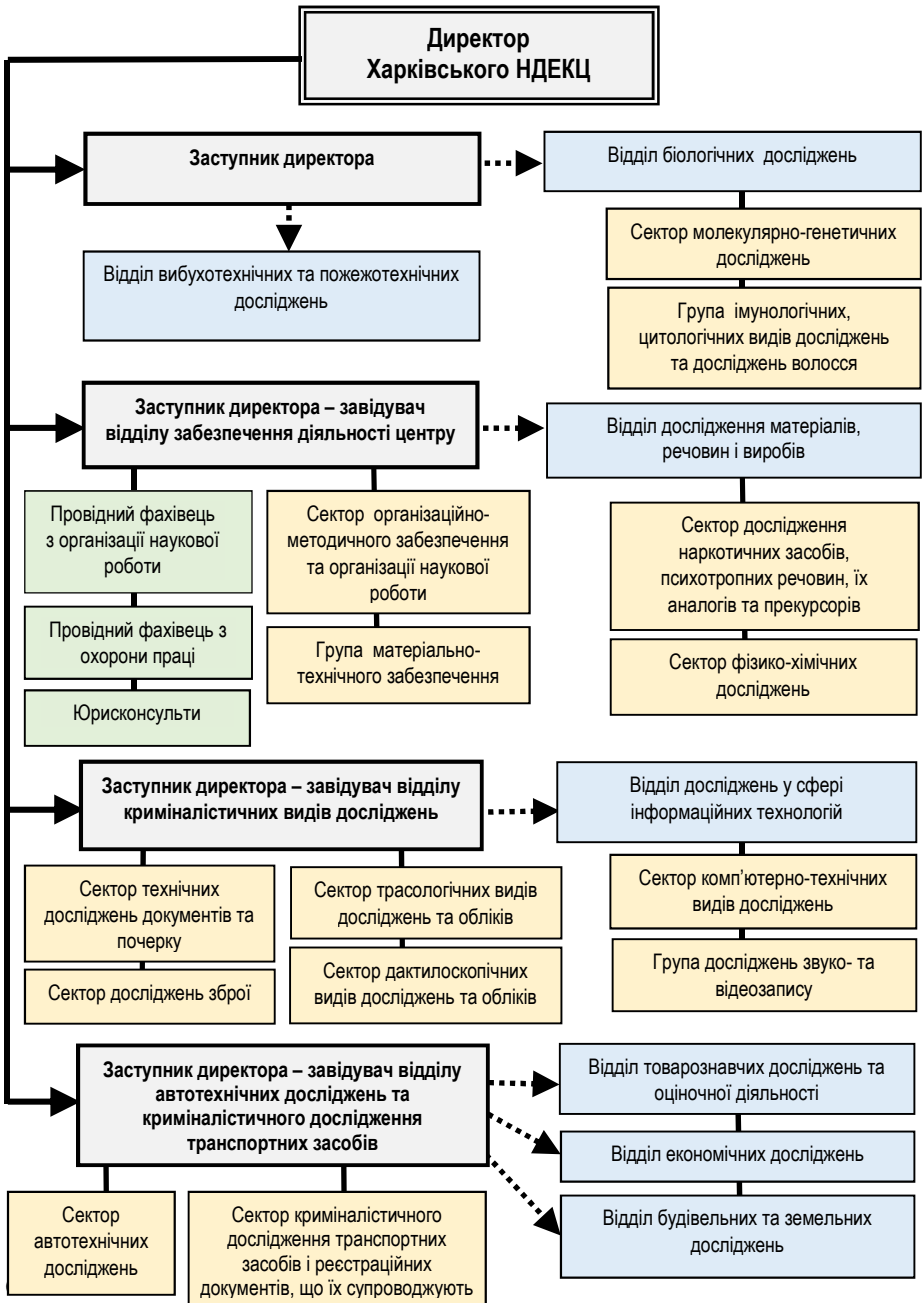 Директор
Харківського НДЕКЦ
Заступник директора
Відділ біологічних досліджень
Сектор молекулярно-генетичних
досліджень
Група імунологічних,
цитологічних видів досліджень
та досліджень волосся
Відділ вибухотехнічних та пожежотехнічних
досліджень
Заступник директора – завідувач
відділу забезпечення діяльності центру
Відділ дослідження матеріалів,
речовин і виробів
Провідний фахівець
з організації наукової
роботи
Провідний фахівець з
охорони праці
Юрисконсульти
Сектор організаційно-
методичного забезпечення
та організації наукової
роботи
Група матеріально-
технічного забезпечення
Сектор дослідження
наркотичних засобів,
психотропних речовин, їх
аналогів та прекурсорів
Сектор фізико-хімічних
досліджень
Заступник директора – завідувач відділу
криміналістичних видів досліджень
Відділ досліджень у сфері
інформаційних технологій
Сектор технічних
досліджень документів та
почерку
Сектор досліджень зброї
Сектор трасологічних видів
досліджень та обліків
Сектор дактилоскопічних
видів досліджень та обліків
Сектор комп’ютерно-технічних
видів досліджень
Група досліджень звуко- та
відеозапису
Заступник директора – завідувач відділу
автотехнічних досліджень та
криміналістичного дослідження
транспортних засобів
Відділ товарознавчих досліджень та
оціночної діяльності
Відділ економічних досліджень
Відділ будівельних та земельних
досліджень
Сектор
автотехнічних
досліджень
Сектор криміналістичного
дослідження транспортних
засобів і реєстраційних
документів, що їх супроводжують